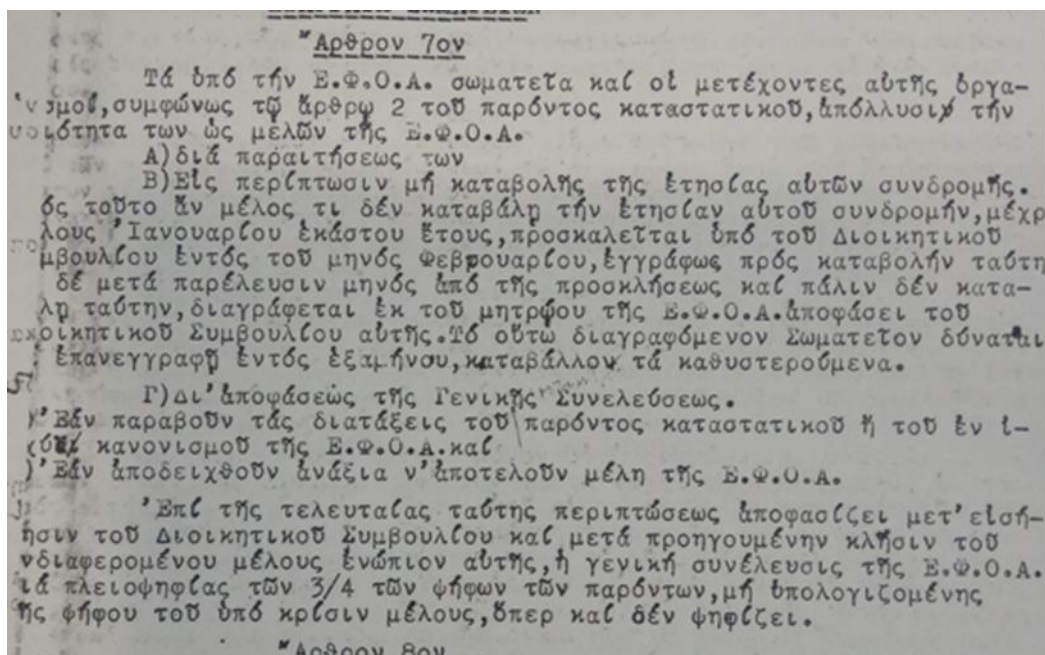 Ἄρθρον 7ον
Τά ὑπό τήν Ε.Φ.Ο.Α. σωματεῖα καί οἱ μετέχοντες αὐτῆς ὀργα-
νισμοί,συμφώνως τῷ ἄρθρῳ 2 τοῦ παρόντος καταστατικοῦ,ἀπόλλυσι τήν
ἰδιότητα των ὡς μελῶν τῆς Ε.Φ.Ο.Α.
Α)διά παραιτήσεως των
Β)Εἰς περίπτωσιν μή καταβολῆς τῆς ἐτησίας αὐτῶν συνδρομῆς.
ός τοῦτο ἄν μέλος τι δέν καταβάλη τήν ἐτησίαν αὐτοῦ συνδρομήν,μέχρ
λους Ἰανουαρίου ἑκάστου ἔτους,προσκαλεῖται ὑπό τοῦ Διοικητικοῦ
μβουλίου ἐντός τοῦ μηνός Φεβρουαρίου,ἐγγράφως πρός καταβολήν ταύτη
δέ μετά παρέλευσιν μηνός ἀπό τῆς προσκλήσεως καί πάλιν δέν κατα-
λη ταύτην,διαγράφεται ἐκ τοῦ μητρώου τῆς Ε.Φ.Ο.Α.ἀποφάσει τοῦ
οικητικοῦ Συμβουλίου αὐτῆς.Τό οὕτω διαγραφόμενον Σωματεῖον δύναται
ἐπανεγγραφῇ ἐντός ἑξαμήνου,καταβάλλον τά καθυστερούμενα.
Γ)Δι'ἀποφάσεώς τῆς Γενικῆς Συνελεύσεως.
)Ἐάν παραβοῦν τάς διατάξεις τοῦ παρόντος καταστατικοῦ ἤ τοῦ ἐν ἰ-
κανονισμοῦ τῆς Ε.Φ.Ο.Α.καί
)Ἐάν ἀποδειχθοῦν ἀνάξια ν'ἀποτελοῦν μέλη τῆς Ε.Φ.Ο.Α.
Ἐπί τῆς τελευταίας ταύτης περιπτώσεως ἀποφασίζει μετ'εἰσή-
ησιν τοῦ Διοικητικοῦ Συμβουλίου καί μετά προηγουμένην κλῆσιν τοῦ
νδιαφερομένου μέλους ἐνώπιον αὐτῆς,ἡ γενική συνέλευσις τῆς Ε.Φ.Ο.Α.
ιά πλειοψηφίας τῶν 3/4 τῶν ψήφων τῶν παρόντων,μή ὑπολογιζομένης
ῆς ψήφου τοῦ ὑπό κρίσιν μέλους,ὅπερ καί δέν ψηφίζει.
Ἄρθρον 8ον